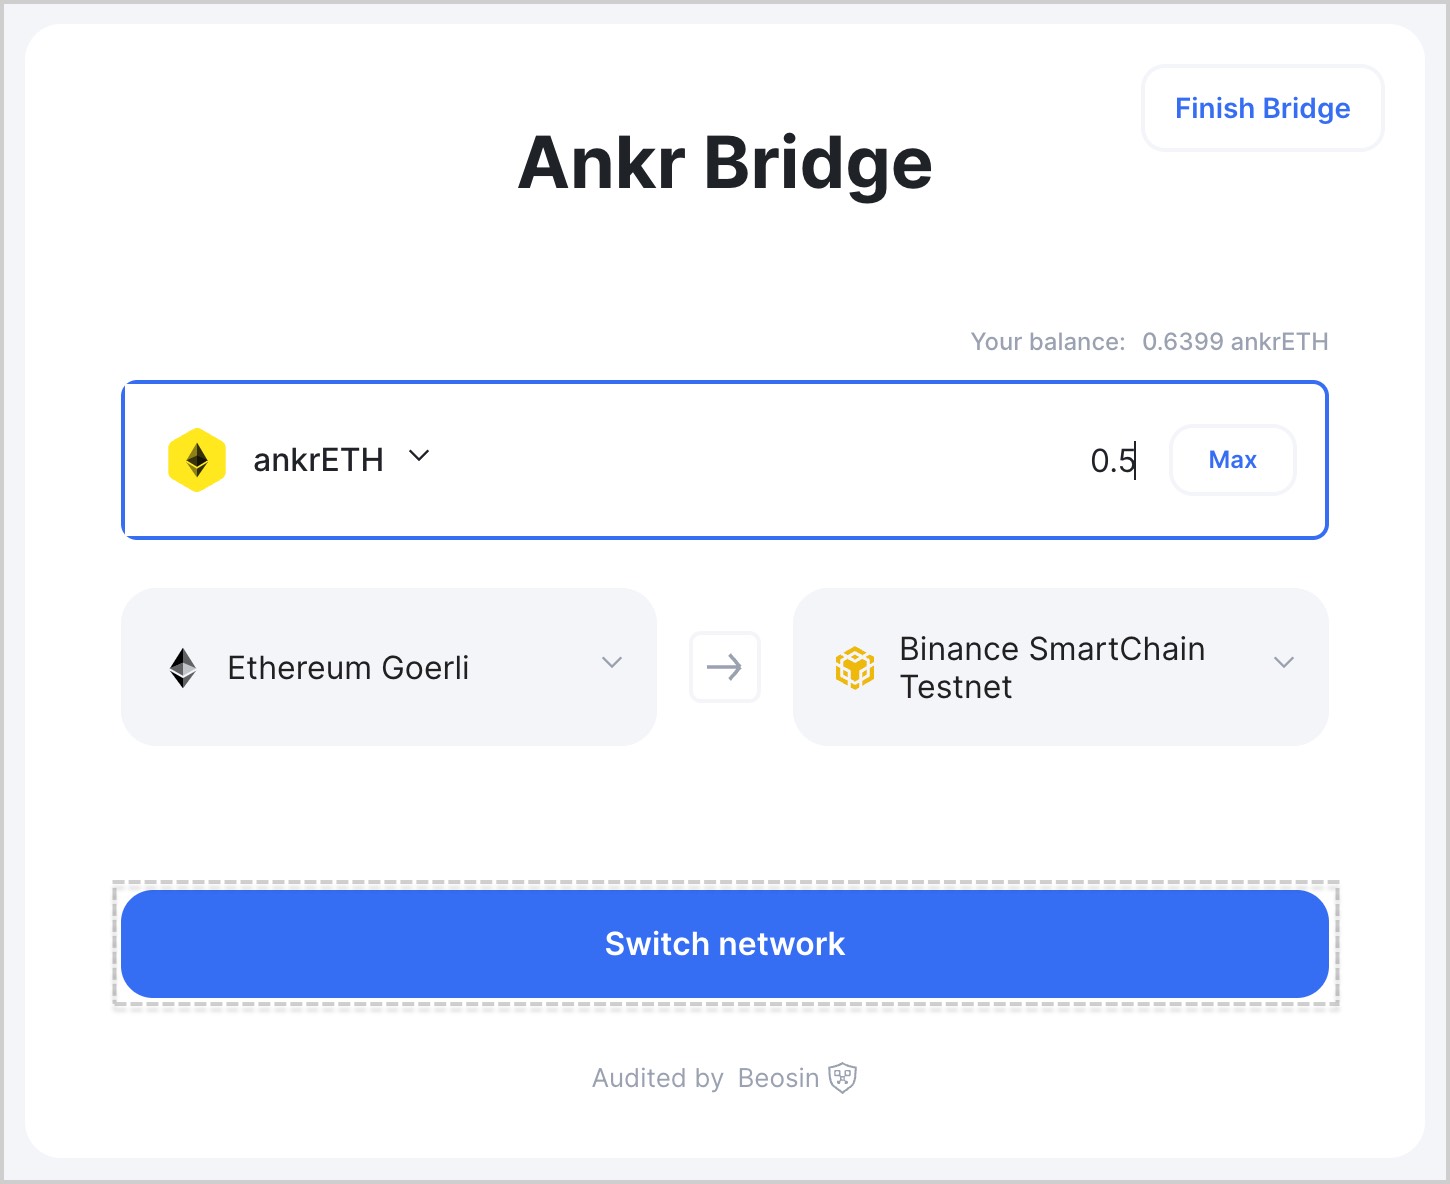 Finish Bridge
Ankr Bridge
Your balance: 0.6399 ankrETH
ankrETH
0.5
Max
Ethereum Goerli
Binance SmartChain
Testnet
Switch network
Audited by Beosin